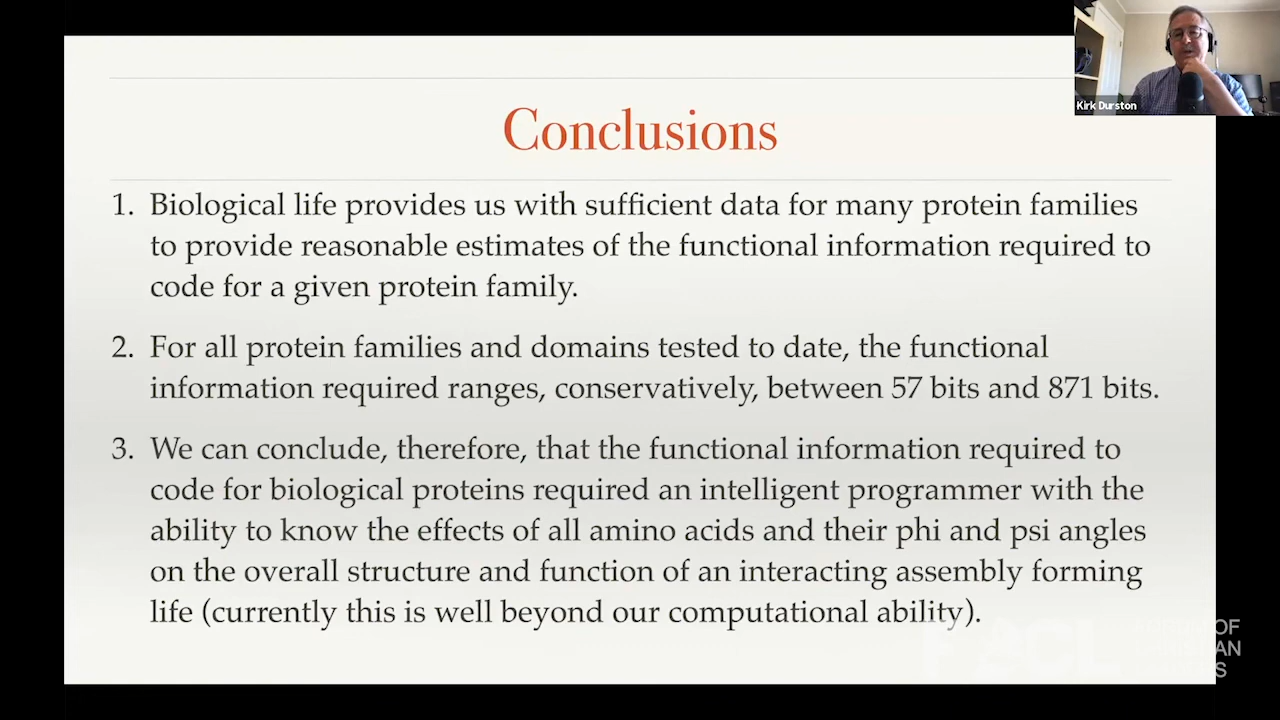 Kirk Durston
Conclusions
1. Biological life provides us with sufficient data for many protein families
to provide reasonable estimates of the functional information required to
code for a given protein family.
2. For all protein families and domains tested to date, the functional
information required ranges, conservatively, between 57 bits and 871 bits.
3. We can conclude, therefore, that the functional information required to
code for biological proteins required an intelligent programmer with the
ability to know the effects of all amino acids and their phi and psi angles
on the overall structure and function of an interacting assembly forming
life (currently this is well beyond our computational ability).